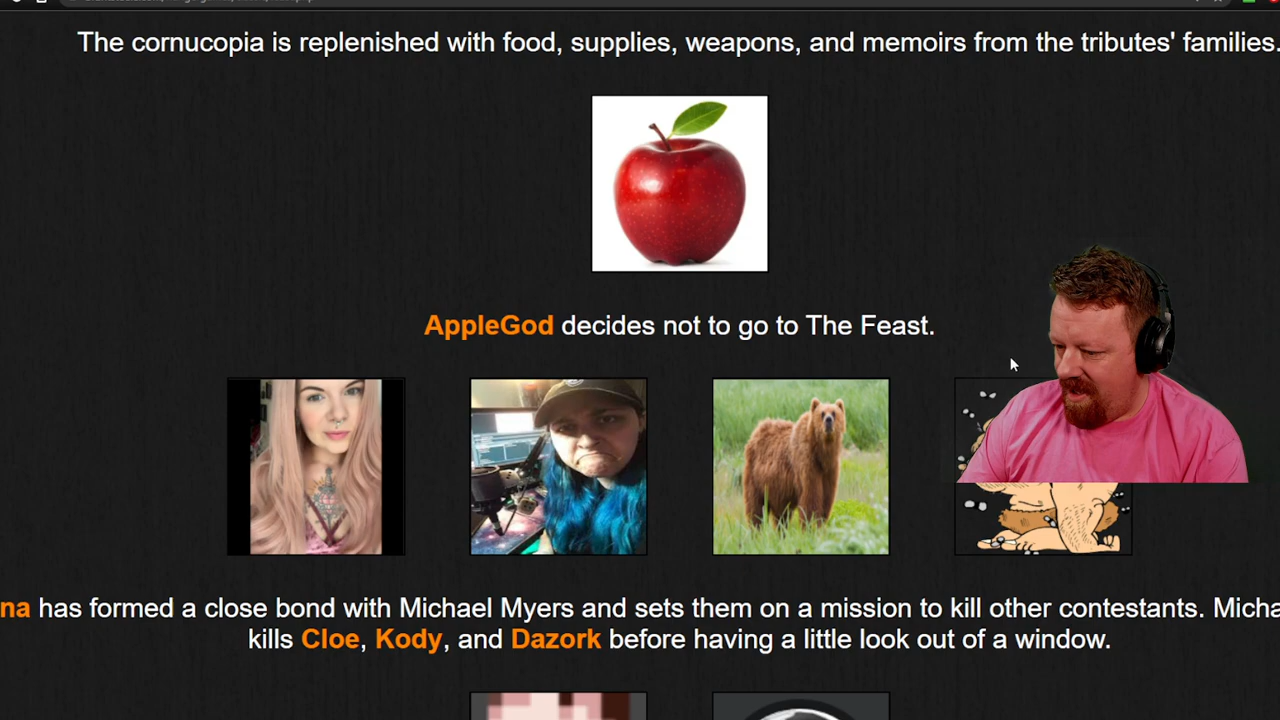 The cornucopia is replenished with food, supplies, weapons, and memoirs from the tributes' families.
AppleGod decides not to go to The Feast.
na has formed a close bond with Michael Myers and sets them on a mission to kill other contestants. Micha
kills Cloe, Kody, and Dazork before having a little look out of a window.